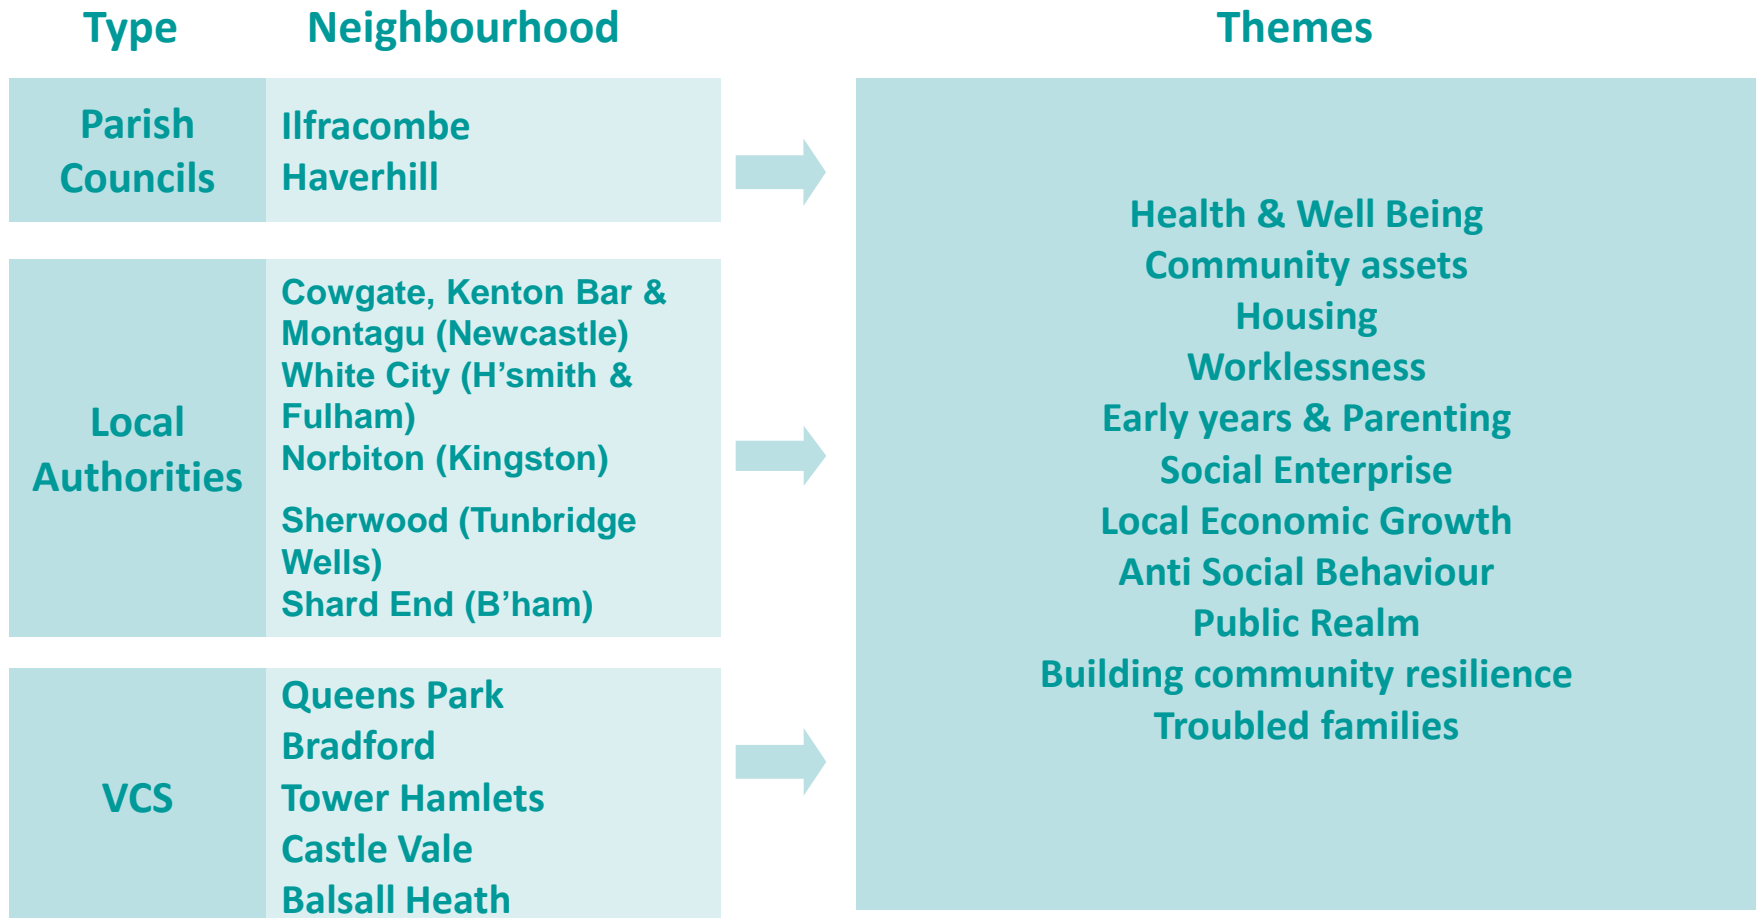 Type
Neighbourhood
Themes
Parish
Councils
Ilfracombe
Haverhill
Local
Authorities
Cowgate, Kenton Bar &
Montagu (Newcastle)
White City (H’smith &
Fulham)
Norbiton (Kingston)
Sherwood (Tunbridge
Wells)
Shard End (B’ham)
VCS
Queens Park
Bradford
Tower Hamlets
Castle Vale
Balsall Heath
Health & Well Being
Community assets
Housing
Worklessness
Early years & Parenting
Social Enterprise
Local Economic Growth
Anti Social Behaviour
Public Realm
Building community resilience
Troubled families